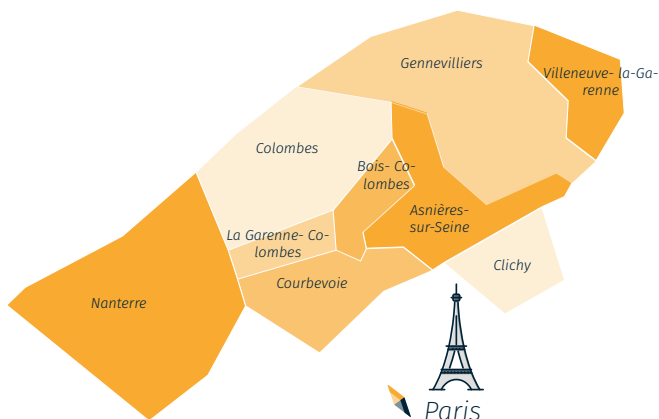 Gennevilliers
Villeneuve- la-Ga-
renne
Colombes
Bois- Co-
lombes
Asnières-
sur-Seine
La Garenne- Co-
lombes
Clichy
Courbevoie
Nanterre
Paris